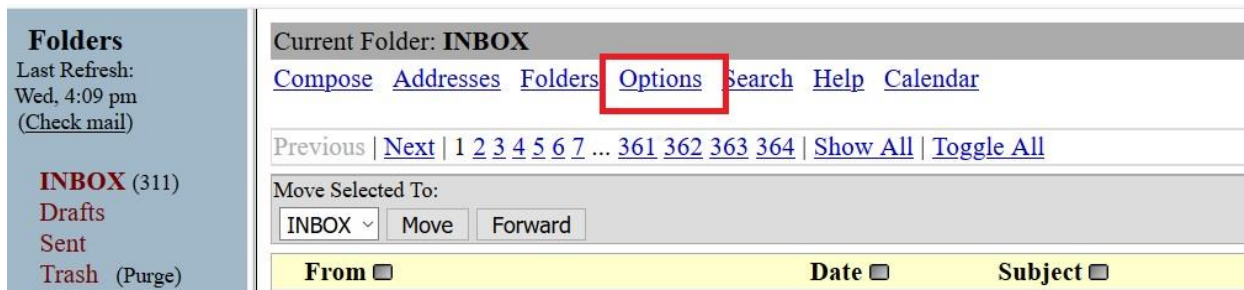 Folders
Last Refresh:
Wed, 4:09 pm
(Check mail)
INBOX (311)
Drafts
Sent
Trash (Purge)
Current Folder: INBOX
Compose Addresses Folders Options Search Help Calendar
Previous | Next | 1 2 3 4 5 6 7 ... 361 362 363 364 | Show All | Toggle All
Move Selected To:
INBOX Move Forward
From Date Subject